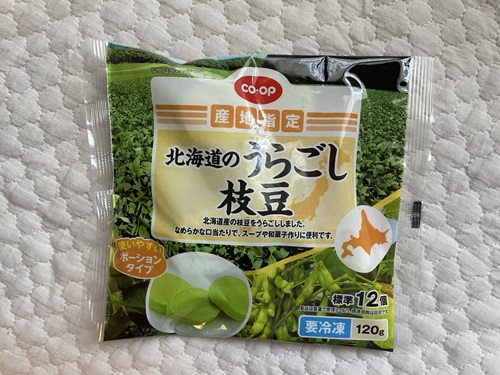 co·op
産地指定
北海道の うらごし
枝豆
北海道産の枝豆をうらごししました。
なめらかな口当たりで、スープや和菓子作りに便利です。
使いやすい
ポーション
タイプ
標準12個
要冷凍
120g